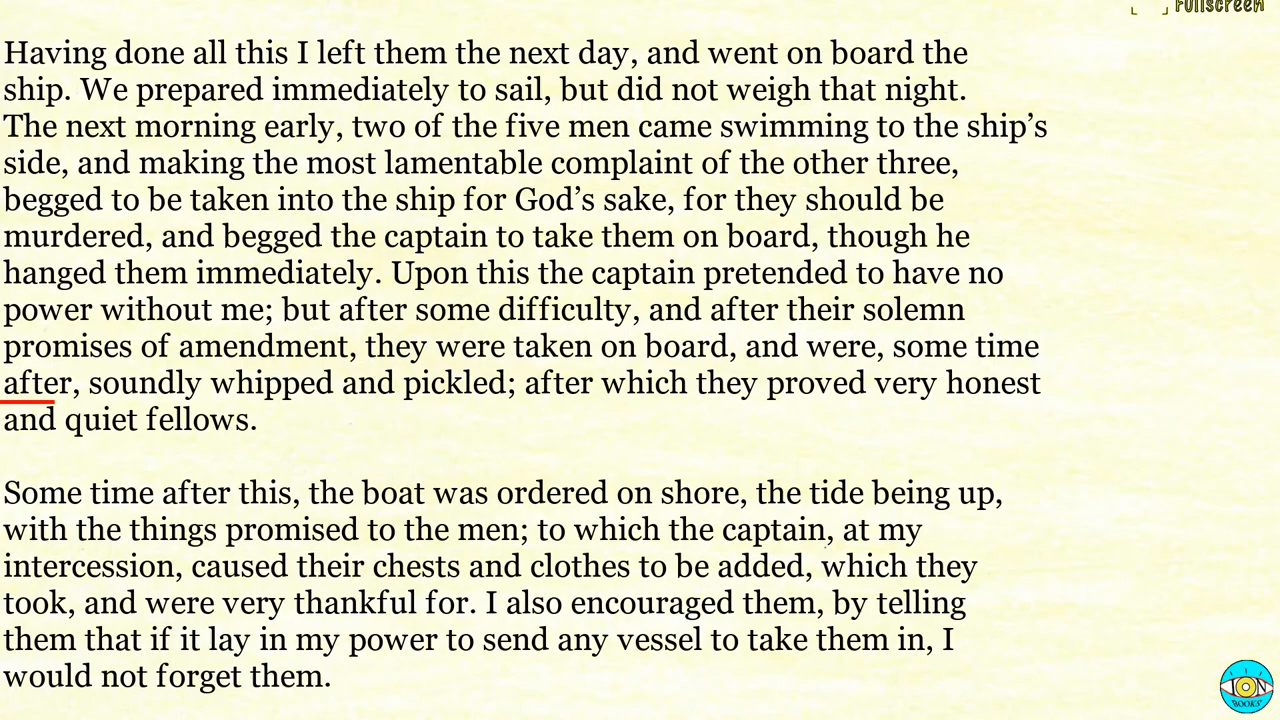 Fullscreen
Having done all this I left them the next day, and went on board the
ship. We prepared immediately to sail, but did not weigh that night.
The next morning early, two of the five men came swimming to the ship’s
side, and making the most lamentable complaint of the other three,
begged to be taken into the ship for God’s sake, for they should be
murdered, and begged the captain to take them on board, though he
hanged them immediately. Upon this the captain pretended to have no
power without me; but after some difficulty, and after their solemn
promises of amendment, they were taken on board, and were, some time
after, soundly whipped and pickled; after which they proved very honest
and quiet fellows.
Some time after this, the boat was ordered on shore, the tide being up,
with the things promised to the men; to which the captain, at my
intercession, caused their chests and clothes to be added, which they
took, and were very thankful for. I also encouraged them, by telling
them that if it lay in my power to send any vessel to take them in, I
would not forget them.
ION
BOOKS